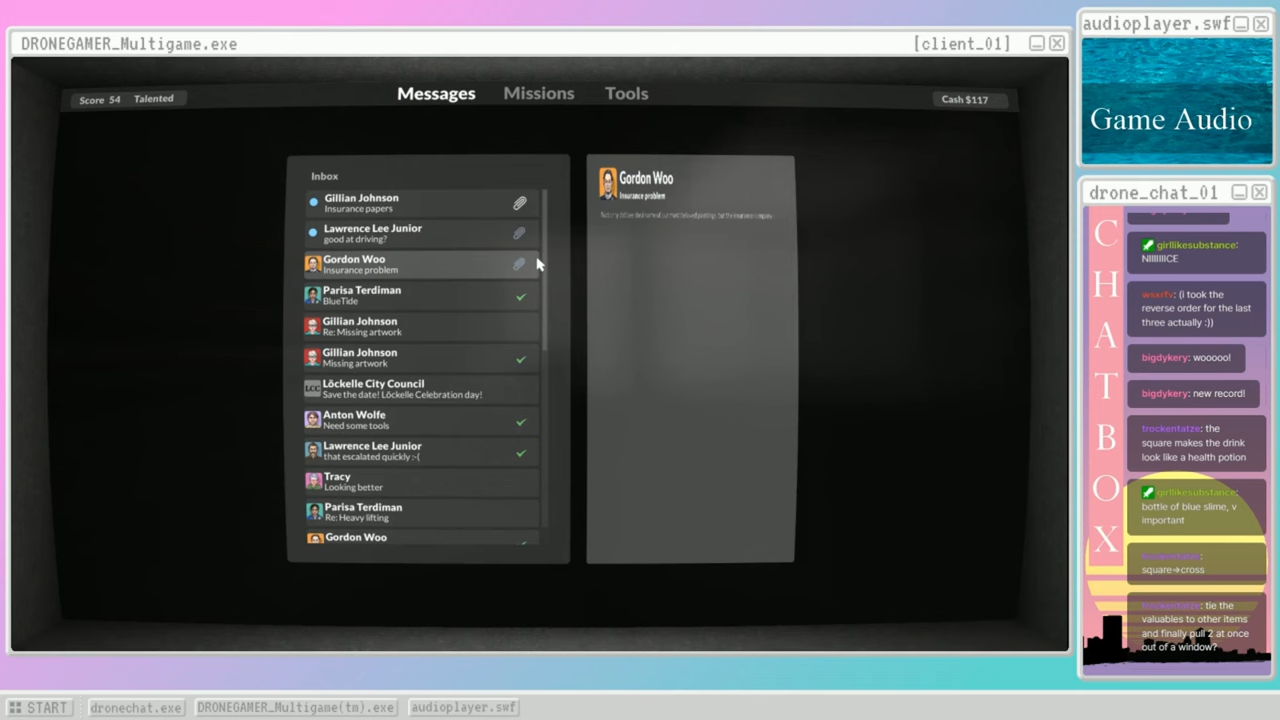 DRONEGAMER_Multigame.exe
[client_01]
Score 54 Talented
Messages Missions Tools
Cash $117
Inbox
Gillian Johnson
Insurance papers
Lawrence Lee Junior
good at driving?
Gordon Woo
Insurance problem
Parisa Terdiman
BlueTide
Gillian Johnson
Re: Missing artwork
Gillian Johnson
Missing artwork
LCC
Löckelle City Council
Save the date! Löckelle Celebration day!
Anton Wolfe
Need some tools
Lawrence Lee Junior
that escalated quickly :-(
Tracy
Looking better
Parisa Terdiman
Re: Heavy lifting
Gordon Woo
Gordon Woo
Insurance problem
audioplayer.swf
Game Audio
drone_chat_01
CHATBOX
girllikesubstance:
NIIIIIIICE
wsxrfv: (i took the
reverse order for the last
three actually :))
bigdykery: wooooo!
bigdykery: new record!
trockentatze: the
square makes the drink
look like a health potion
girllikesubstance:
bottle of blue slime, v
important
trockentatze:
square→cross
trockentatze: tie the
valuables to other items
and finally pull 2 at once
out of a window?
START
dronechat.exe
DRONEGAMER_Multigame(tm).exe
audioplayer.swf